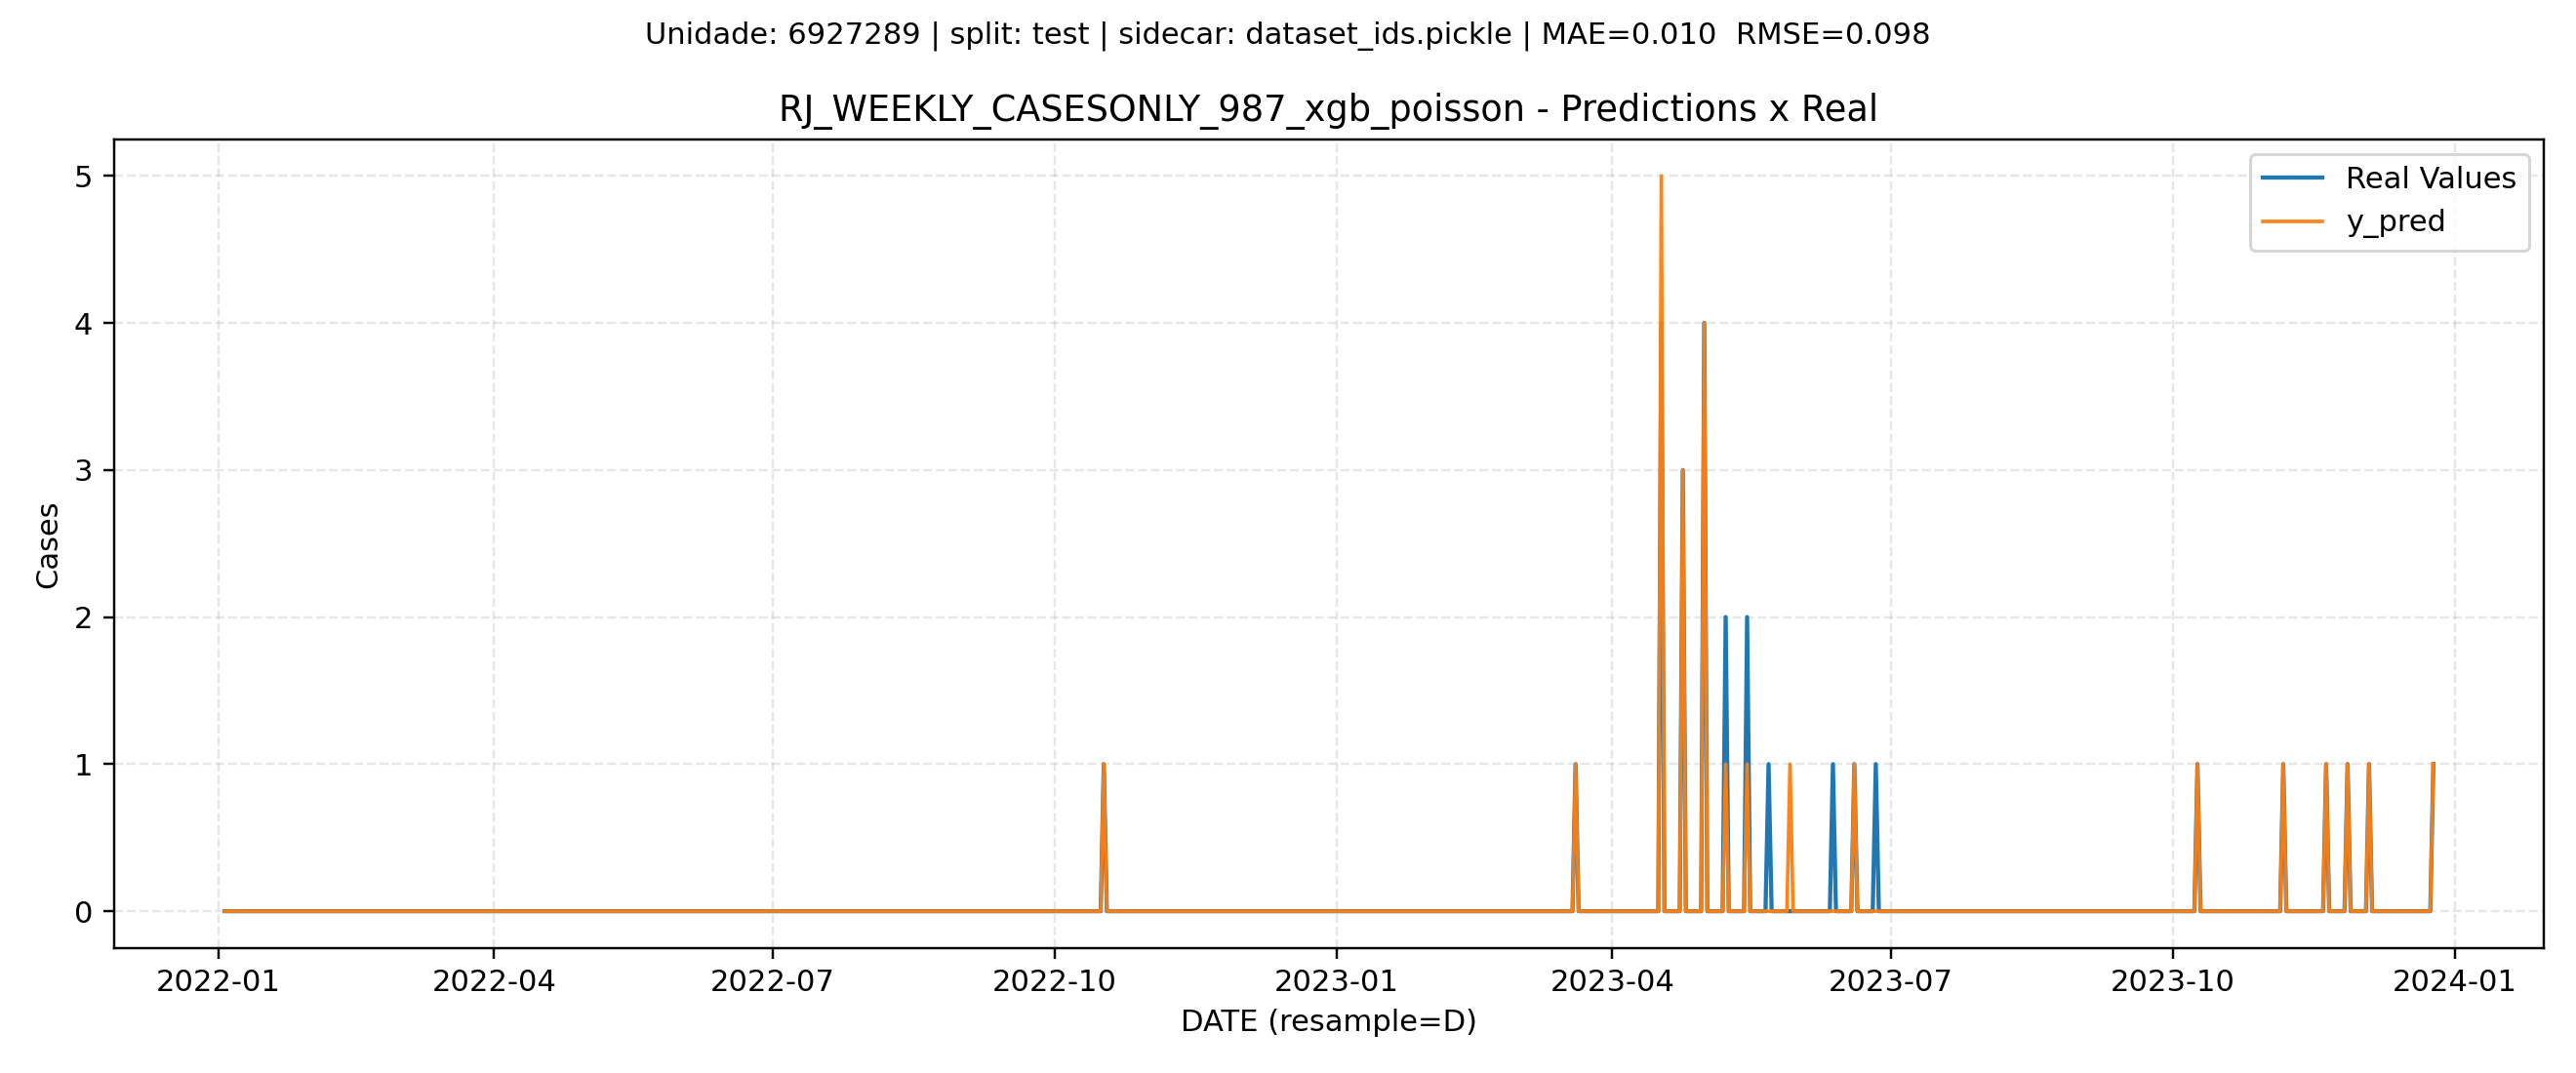 Unidade: 6927289 | split: test | sidecar: dataset_ids.pickle | MAE=0.010  RMSE=0.098
RJ_WEEKLY_CASESONLY_987_xgb_poisson - Predictions x Real
Real Values
y_pred
5
4
3
2
1
0
Cases
2022-01
2022-04
2022-07
2022-10
2023-01
2023-04
2023-07
2023-10
2024-01
DATE (resample=D)